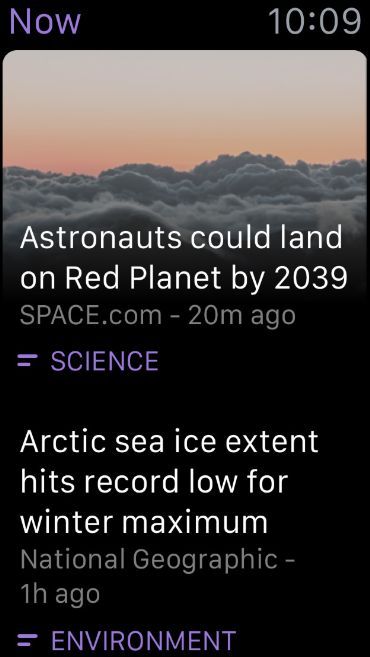 Now
10:09
Astronauts could land
on Red Planet by 2039
SPACE.com - 20m ago
SCIENCE
Arctic sea ice extent
hits record low for
winter maximum
National Geographic -
1h ago
ENVIRONMENT